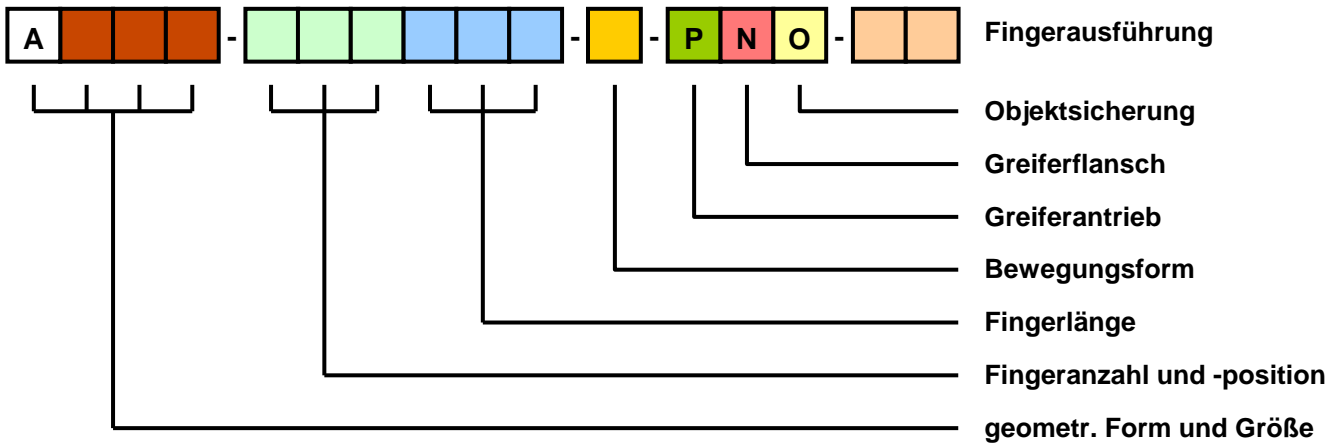 A - - - P N O - Fingerausführung
Objektsicherung
Greiferflansch
Greiferantrieb
Bewegungsform
Fingerlänge
Fingeranzahl und -position
geometr. Form und Größe